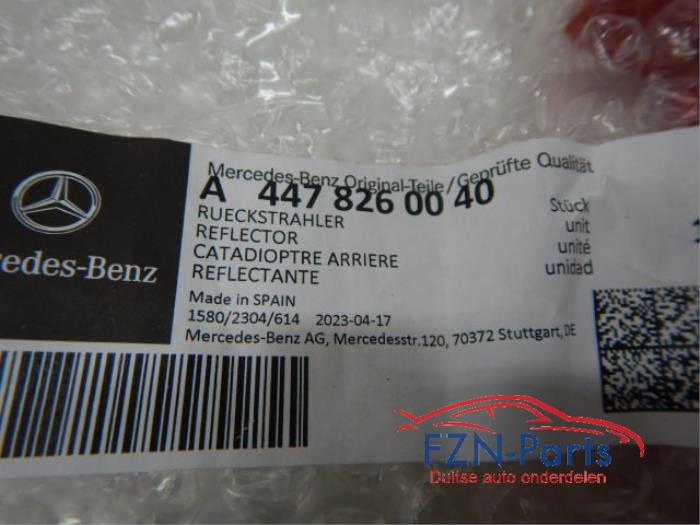 Mercedes-Benz Original-Teile/Geprüfte Qualität
A 447 826 00 40
RUECKSTRAHLER
REFLECTOR
CATADIOPTRE ARRIERE
REFLECTANTE
Stück
unit
unité
unidad
edes-Benz
Made in SPAIN
1580/2304/614 2023-04-17
Mercedes-Benz AG, Mercedesstr.120, 70372 Stuttgart, DE
FZN-Parts
Duitse auto onderdelen